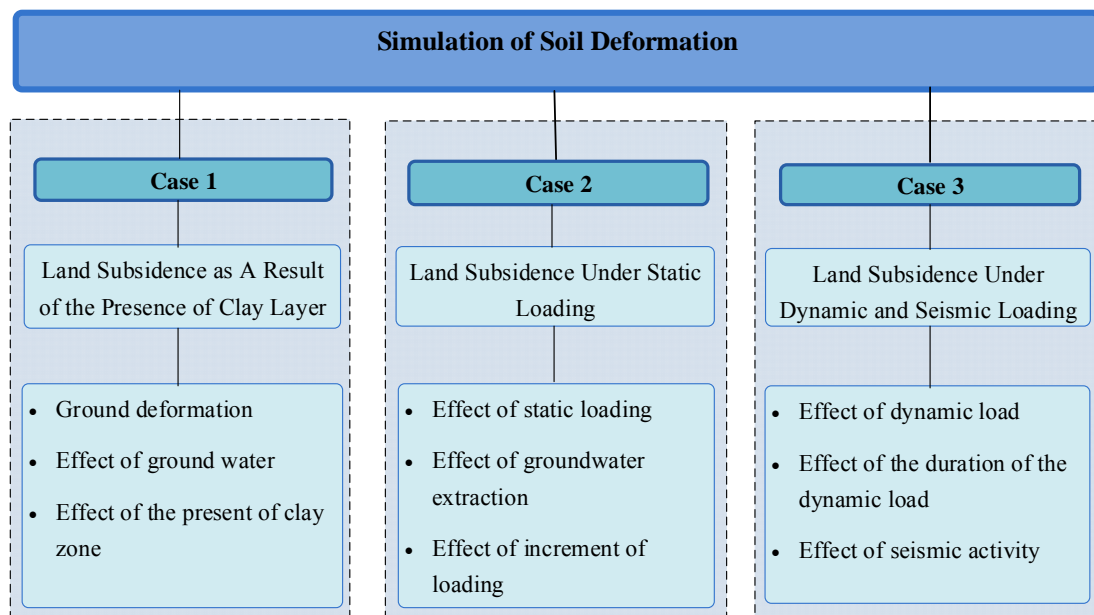 Simulation of Soil Deformation
Case 1
Land Subsidence as A Result
of the Presence of Clay Layer
• Ground deformation
• Effect of ground water
• Effect of the present of clay
zone
Case 2
Land Subsidence Under Static
Loading
• Effect of static loading
• Effect of groundwater
extraction
• Effect of increment of
loading
Case 3
Land Subsidence Under
Dynamic and Seismic Loading
• Effect of dynamic load
• Effect of the duration of the
dynamic load
• Effect of seismic activity